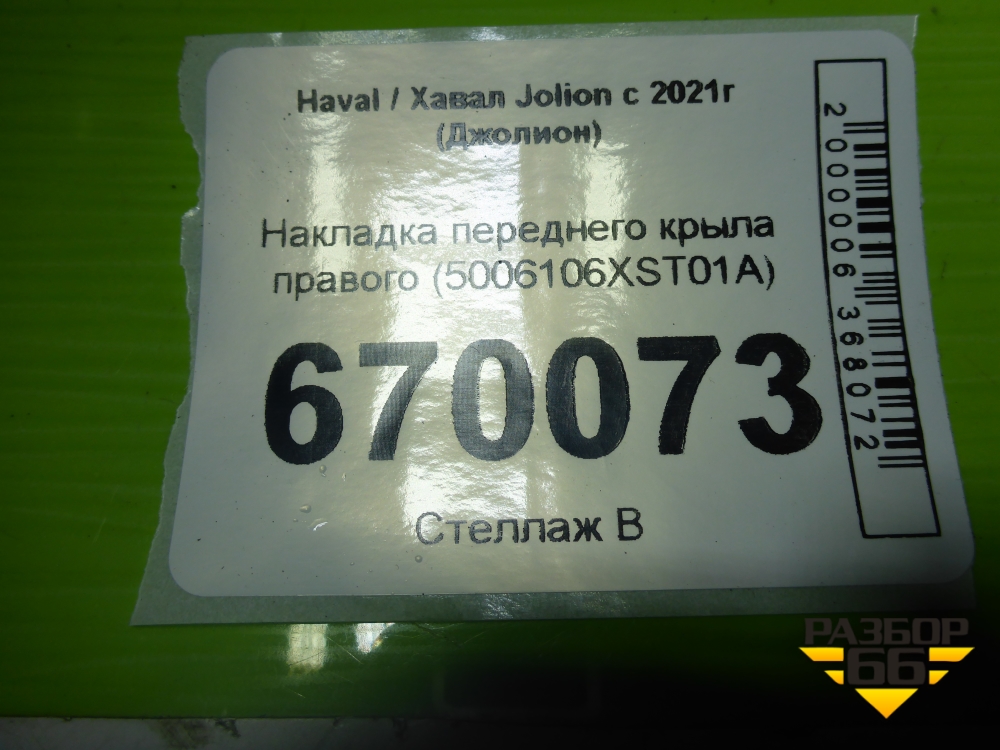 Haval / Хавал Jolion с 2021г
(Джолион)
Накладка переднего крыла
правого (5006106XST01A)
670073
Стеллаж В
2000006368072
РАЗБОР
66